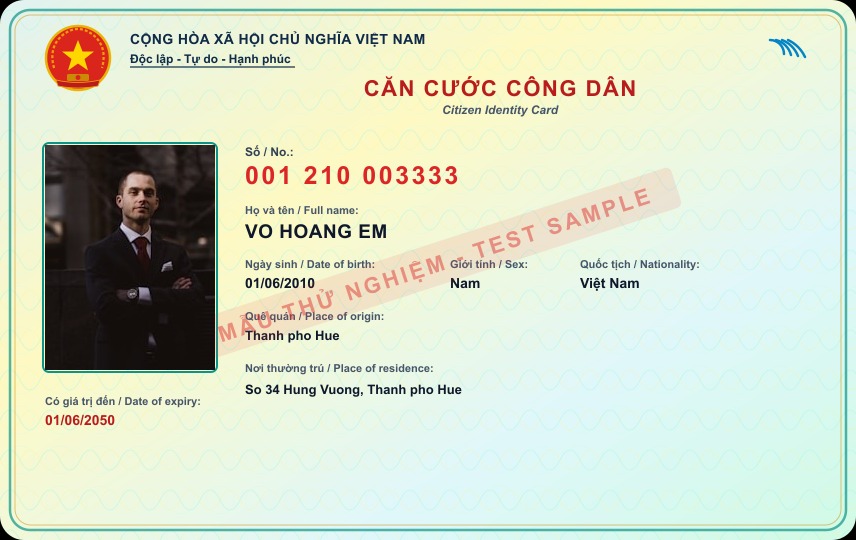 CỘNG HÒA XÃ HỘI CHỦ NGHĨA VIỆT NAM
Độc lập - Tự do - Hạnh phúc
CĂN CƯỚC CÔNG DÂN
Citizen Identity Card
Số / No.:
001 210 003333
Họ và tên / Full name:
VO HOANG EM
Ngày sinh / Date of birth: Giới tính / Sex: Quốc tịch / Nationality:
01/06/2010 Nam Việt Nam
MẪU THỬ NGHIỆM - TEST SAMPLE
Quê quán / Place of origin:
Thanh pho Hue
Nơi thường trú / Place of residence:
So 34 Hung Vuong, Thanh pho Hue
Có giá trị đến / Date of expiry:
01/06/2050